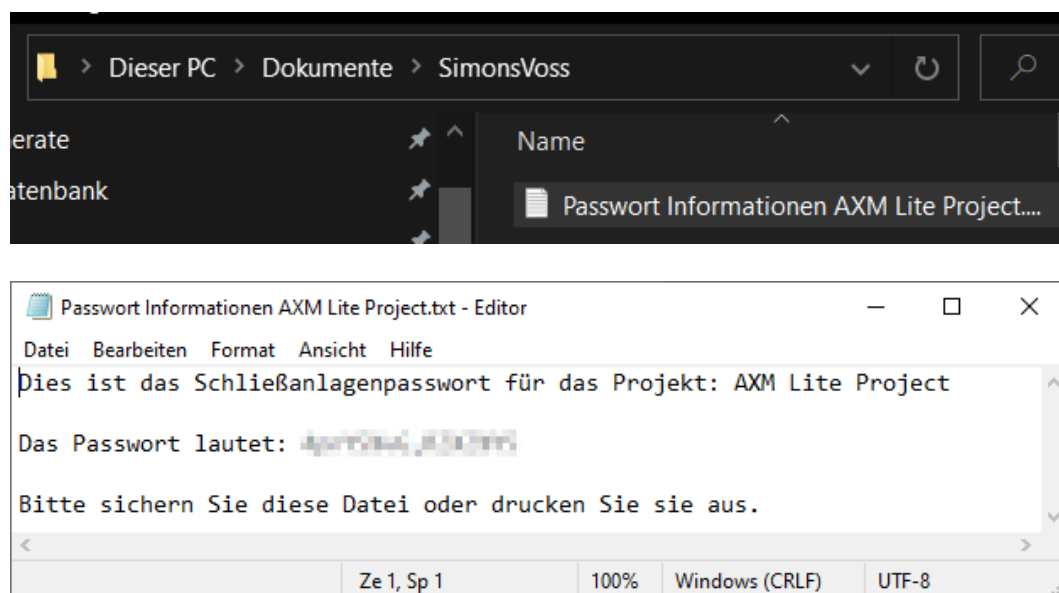 Dieser PC > Dokumente > SimonsVoss
erate
Name
atenbank
Passwort Informationen AXM Lite Project....
Passwort Informationen AXM Lite Project.txt - Editor
Datei Bearbeiten Format Ansicht Hilfe
Dies ist das Schließanlagenpasswort für das Projekt: AXM Lite Project
Das Passwort lautet:
Bitte sichern Sie diese Datei oder drucken Sie sie aus.
Ze 1, Sp 1 100% Windows (CRLF) UTF-8